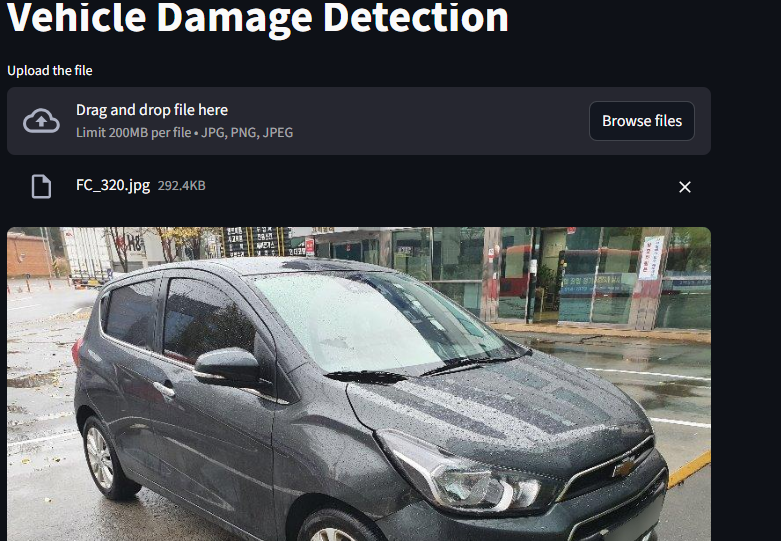 Vehicle Damage Detection
Upload the file
Drag and drop file here
Limit 200MB per file • JPG, PNG, JPEG
Browse files
FC_320.jpg 292.4KB